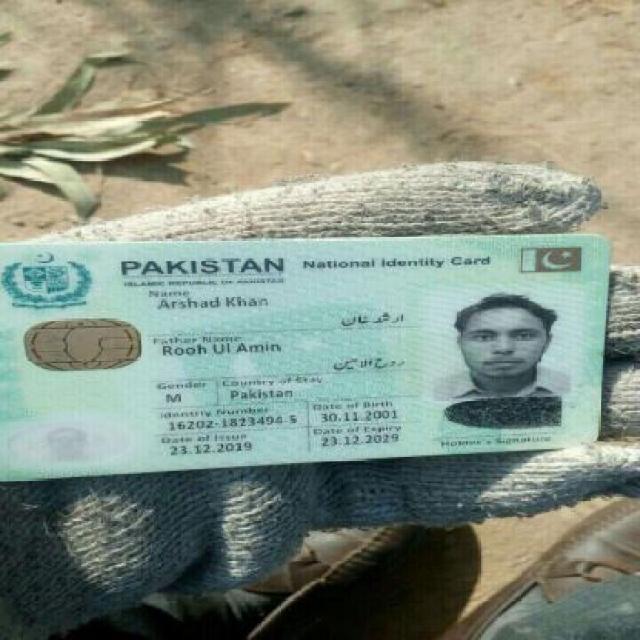 PAKISTAN National Identity Card
ISLAMIC REPUBLIC OF PAKISTAN
Name
Arshad Khan
ارشد خان
Father Name
Rooh Ul Amin
روح الامین
Gender Country of Stay
M Pakistan
Identity Number Date of Birth
16202-1823494-5 30.11.2001
Date of Issue Date of Expiry
23.12.2019 23.12.2029
Holder's Signature